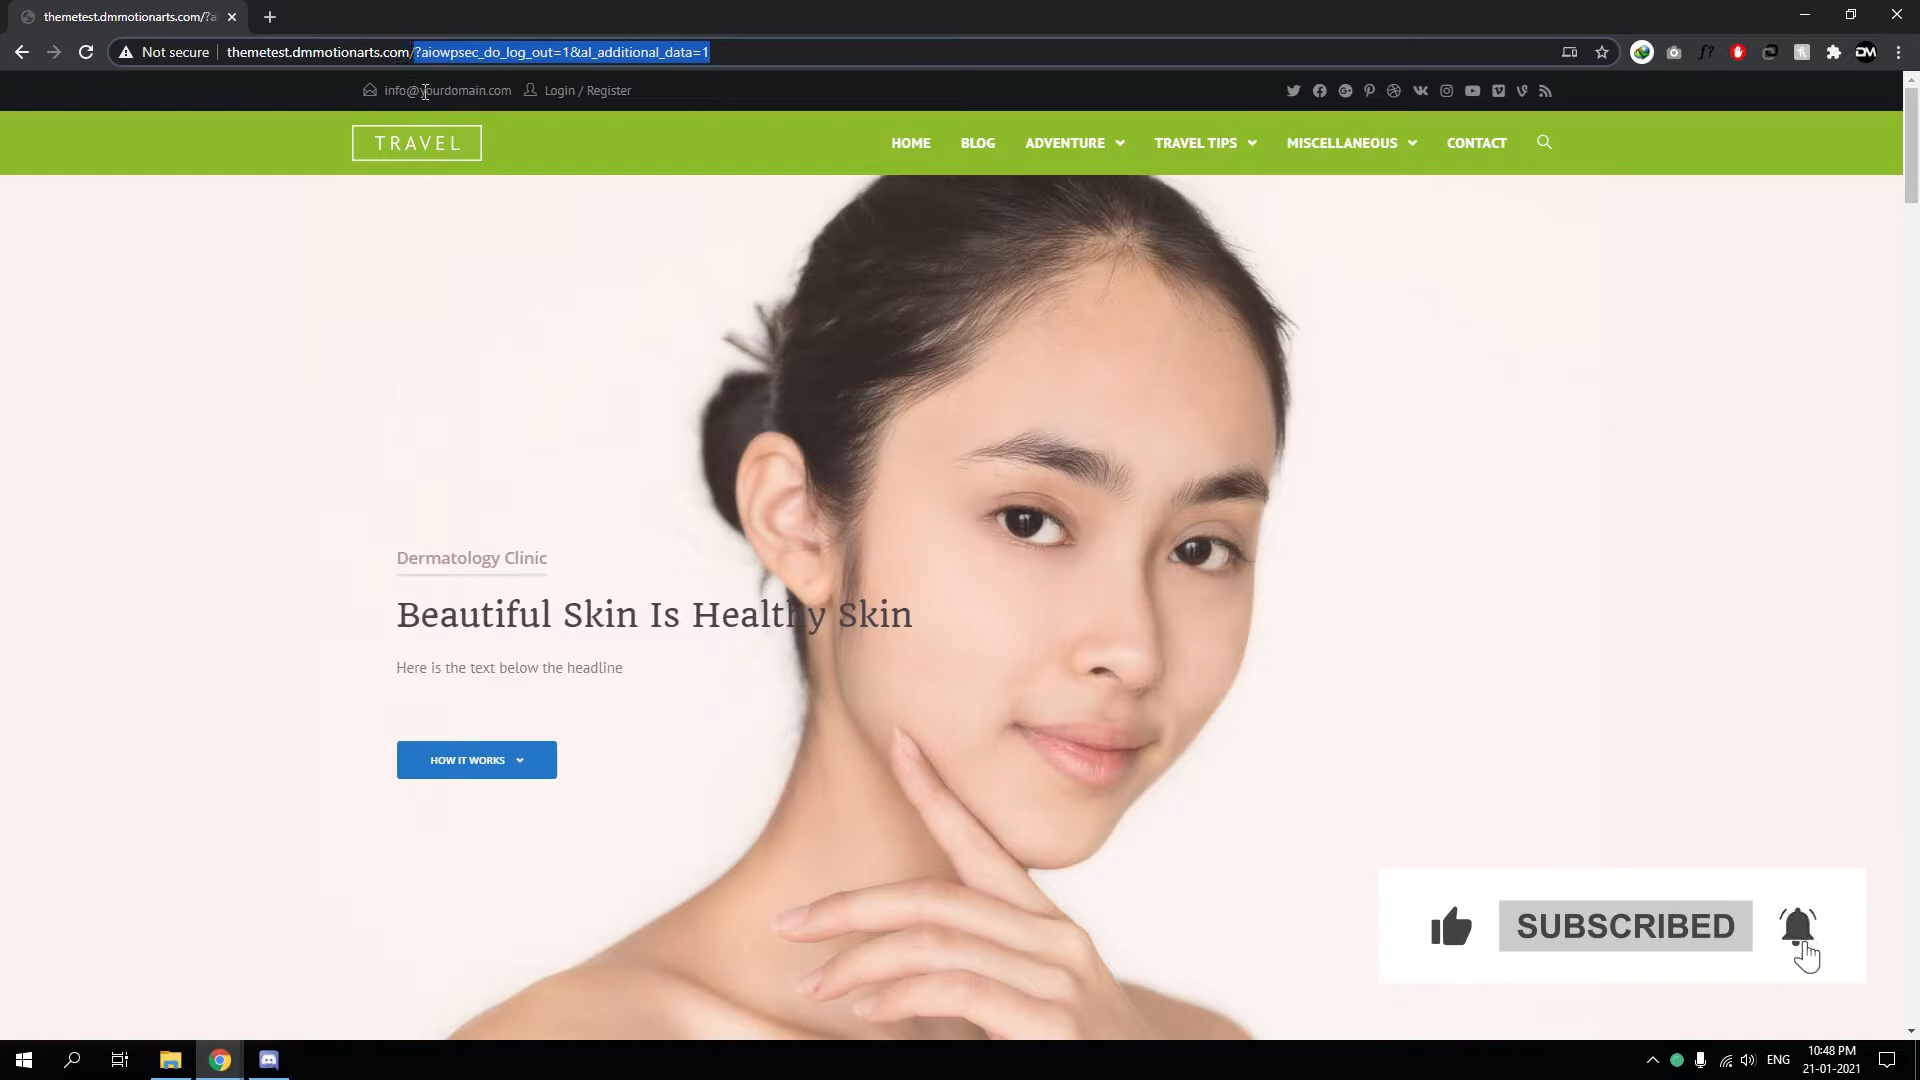 themetest.dmmotionarts.com/?a
Not secure themetest.dmmotionarts.com/?aiowpsec_do_log_out=1&al_additional_data=1
info@yourdomain.com Login / Register
TRAVEL HOME BLOG ADVENTURE TRAVEL TIPS MISCELLANEOUS CONTACT
Dermatology Clinic
Beautiful Skin Is Healthy Skin
Here is the text below the headline
HOW IT WORKS
SUBSCRIBED
ENG 10:48 PM
21-01-2021